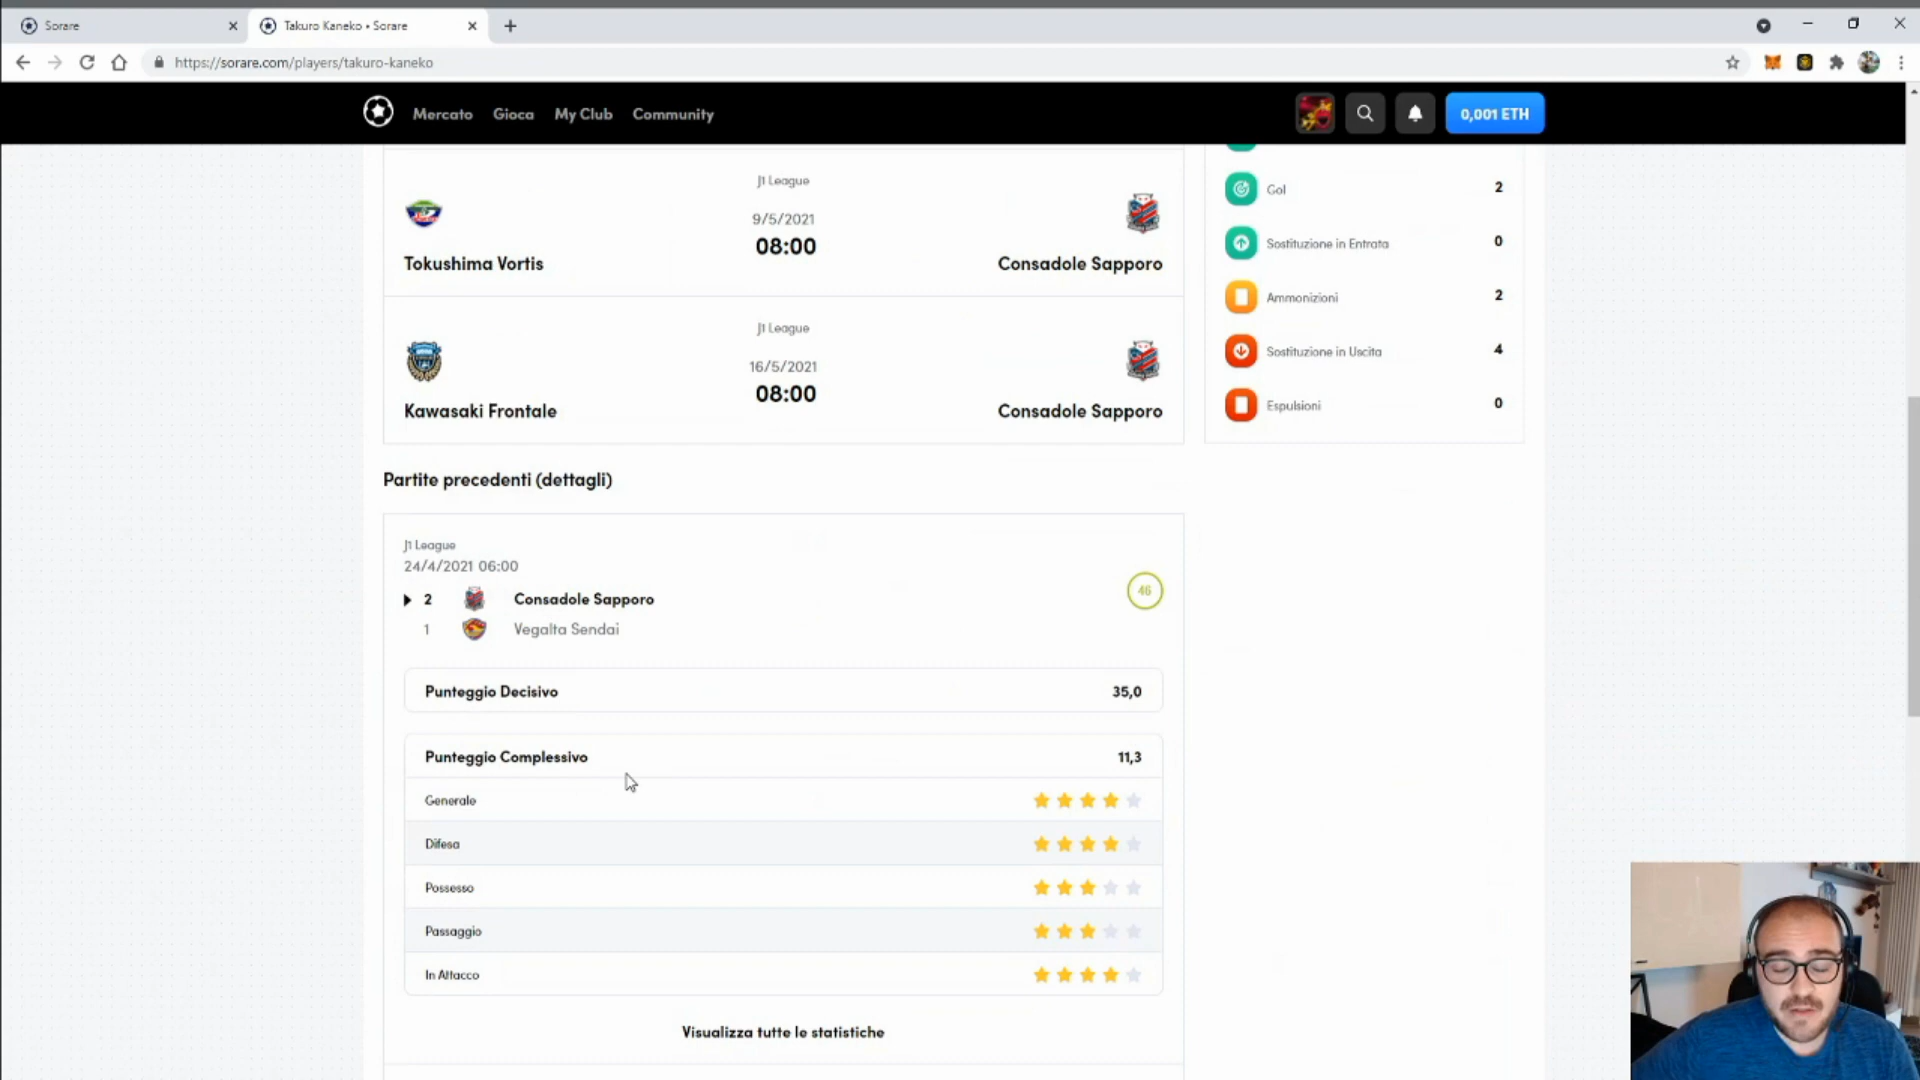 Sorare
Takuro Kaneko • Sorare
https://sorare.com/players/takuro-kaneko
Mercato Gioca My Club Community
0,001 ETH
J1 League
9/5/2021
08:00
Tokushima Vortis
Consadole Sapporo
J1 League
16/5/2021
08:00
Kawasaki Frontale
Consadole Sapporo
Gol 2
Sostituzione in Entrata 0
Ammonizioni 2
Sostituzione in Uscita 4
Espulsioni 0
Partite precedenti (dettagli)
J1 League
24/4/2021 06:00
2 Consadole Sapporo
46
1 Vegalta Sendai
Punteggio Decisivo 35,0
Punteggio Complessivo 11,3
Generale
Difesa
Possesso
Passaggio
In Attacco
Visualizza tutte le statistiche